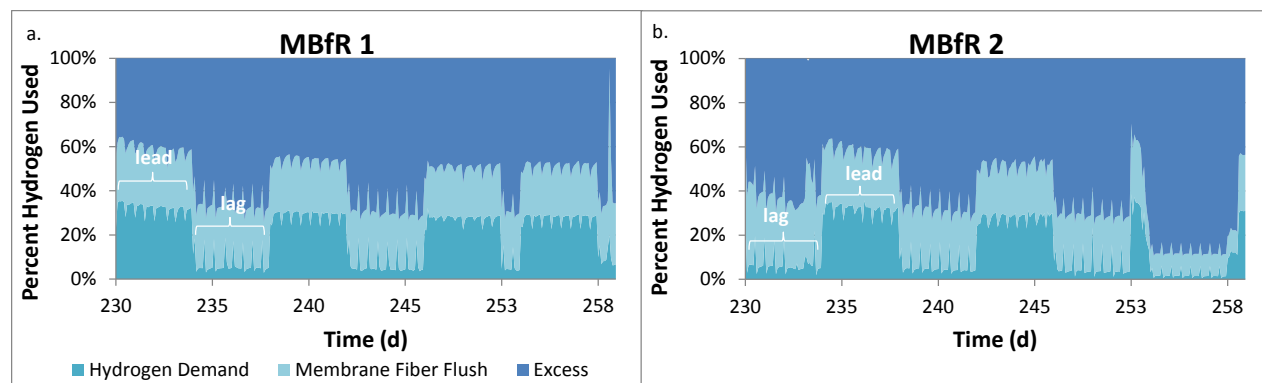 a.
MBfR 1
Percent Hydrogen Used
100%
80%
60%
40%
20%
0%
lead
lag
230
235
240
245
253
258
Time (d)
b.
MBfR 2
Percent Hydrogen Used
100%
80%
60%
40%
20%
0%
lead
lag
230
235
240
245
253
258
Time (d)
Hydrogen Demand
Membrane Fiber Flush
Excess